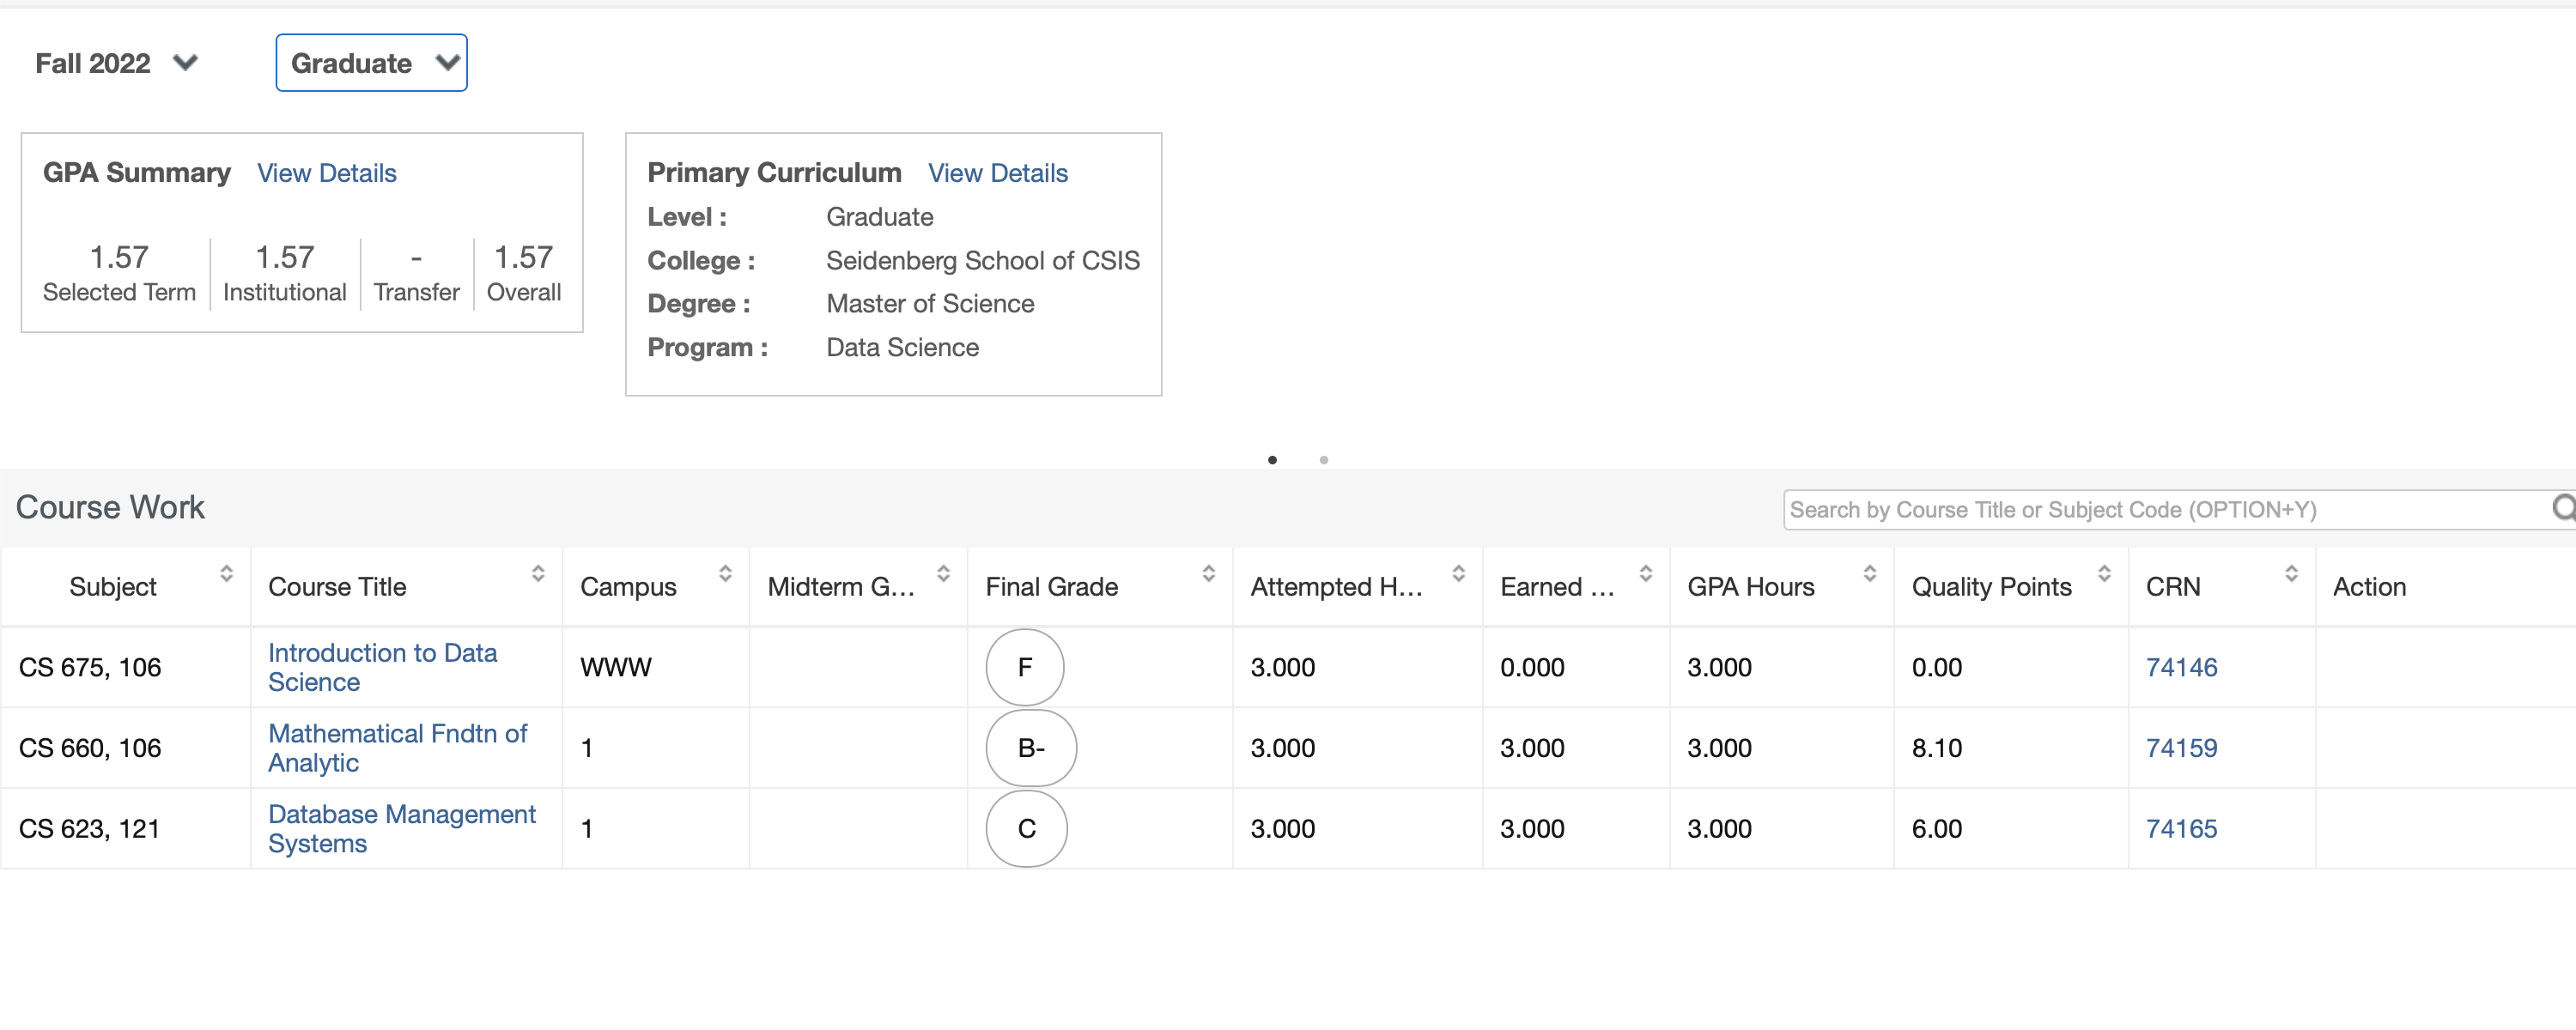 Fall 2022 Graduate
GPA Summary View Details
1.57 1.57 - 1.57
Selected Term Institutional Transfer Overall
Primary Curriculum View Details
Level : Graduate
College : Seidenberg School of CSIS
Degree : Master of Science
Program : Data Science
Course Work Search by Course Title or Subject Code (OPTION+Y)
Subject Course Title Campus Midterm G... Final Grade Attempted H... Earned ... GPA Hours Quality Points CRN Action
CS 675, 106 Introduction to Data Science WWW F 3.000 0.000 3.000 0.00 74146
CS 660, 106 Mathematical Fndtn of Analytic 1 B- 3.000 3.000 3.000 8.10 74159
CS 623, 121 Database Management Systems 1 C 3.000 3.000 3.000 6.00 74165